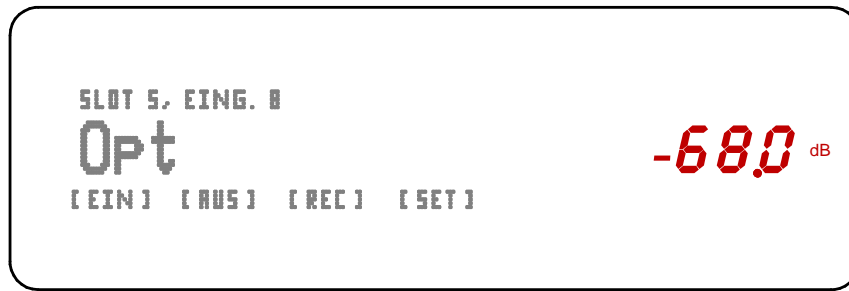 SLOT 5, EING. 8
Opt
-68.0 dB
[EIN] [AUS] [REC] [SET]